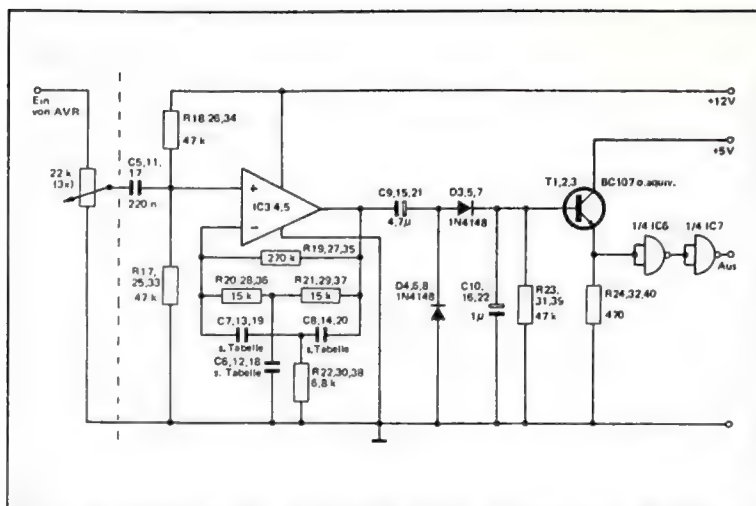 Ein
von AVR
22 k
(3x)
C5,11,
17
220 n
R18,26,34
47 k
R17,
25,33
47 k
+
−
IC3 4,5
R19,27,35
270 k
R20,28,36
15 k
R21,29,37
15 k
C7,13,19
s. Tabelle
C8,14,20
s. Tabelle
C6,12,18
s. Tabelle
R22,30,38
6,8 k
C9,15,21
4,7µ
D3,5,7
1N4148
D4,6,8
1N4148
C10,
16,22
1µ
R23,
31,39
47 k
T1,2,3
BC107 o. aequiv.
+12V
+5V
1/4 IC6
1/4 IC7
Aus
R24,32,40
470